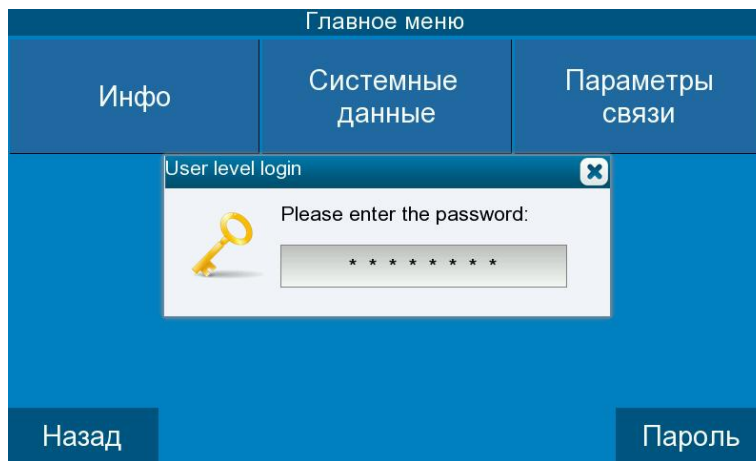 Главное меню
Инфо
Системные
данные
Параметры
связи
User level login
Please enter the password:
* * * * * * * *
Назад
Пароль